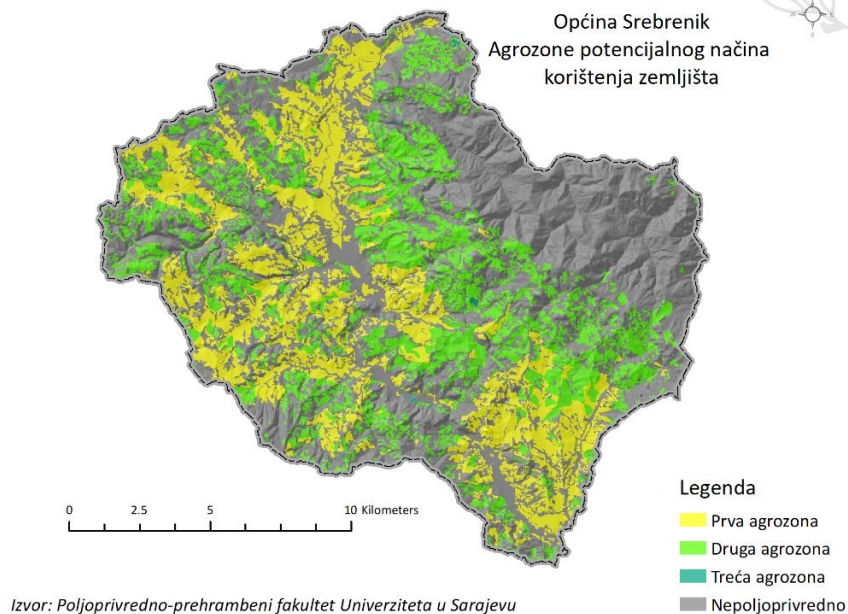 Općina Srebrenik
Agrozone potencijalnog načina
korištenja zemljišta
0 2.5 5 10 Kilometers
Legenda
Prva agrozona
Druga agrozona
Treća agrozona
Nepoljoprivredno
Izvor: Poljoprivredno-prehrambeni fakultet Univerziteta u Sarajevu